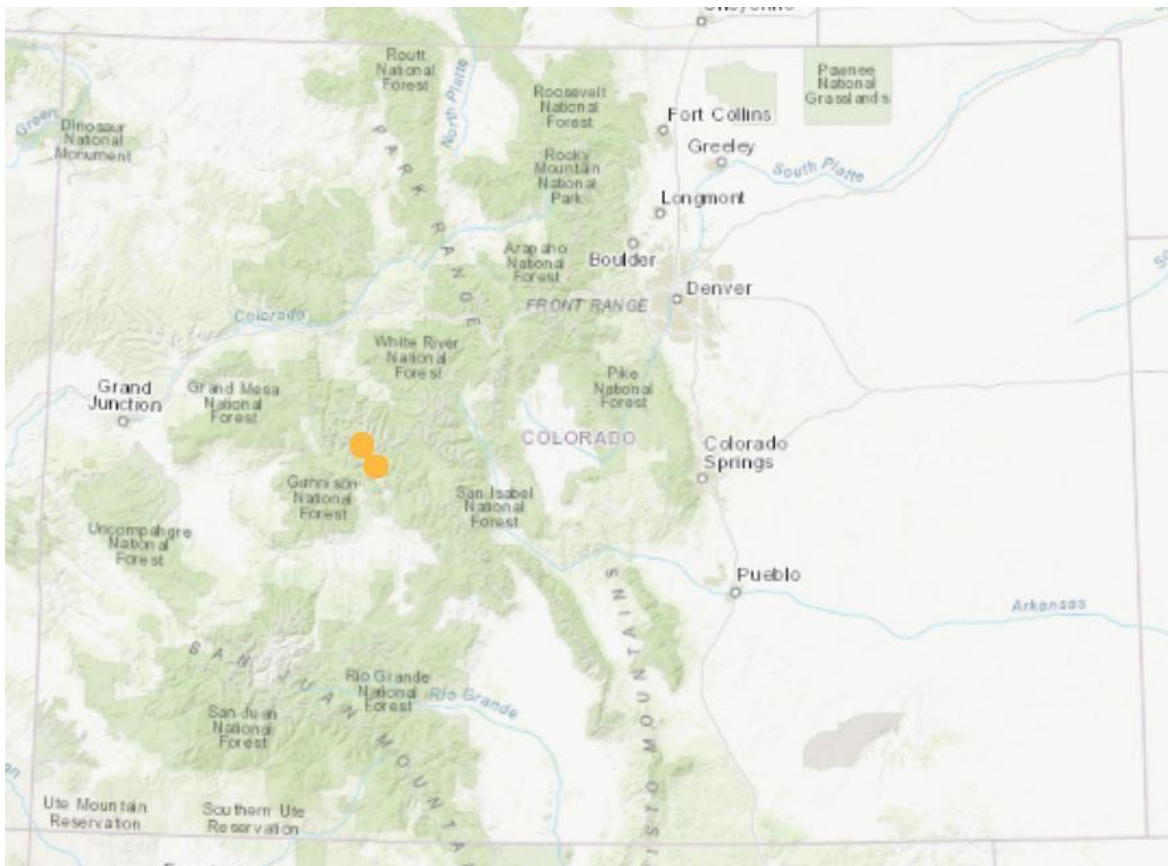 Cheyenne
Routt
National
Forest
North Platte
Roosevelt
National
Forest
Pawnee
National
Grasslands
Green
Dinosaur
National
Monument
Fort Collins
Greeley
South Platte
Rocky
Mountain
National
Park
Longmont
PARK RANGE
Arapaho
National
Forest
Boulder
Denver
FRONT RANGE
Colorado
White River
National
Forest
Pike
National
Forest
Grand
Junction
Grand Mesa
National
Forest
COLORADO
Colorado
Springs
Gunnison
National
Forest
San Isabel
National
Forest
Uncompahgre
National
Forest
Pueblo
Arkansas
SAN JUAN MOUNTAI
Rio Grande
National
Forest
Rio Grande
San Juan
National
Forest
ISTO MOUNTAINS
Ute Mountain
Reservation
Southern Ute
Reservation